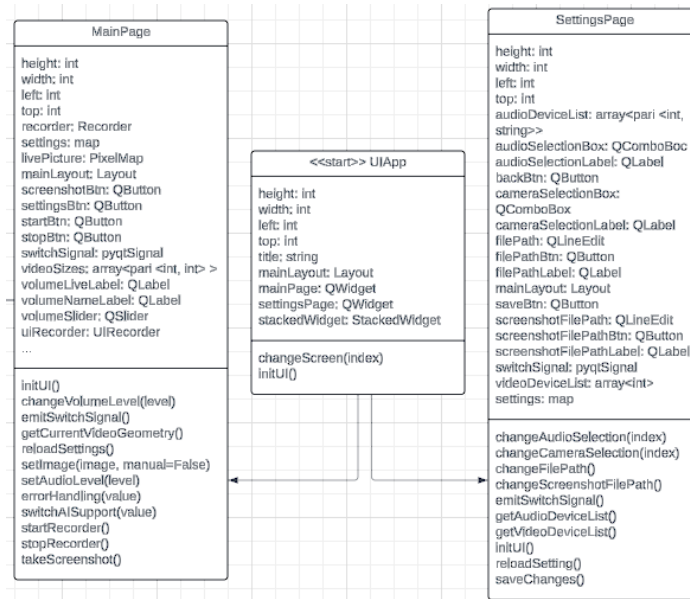 MainPage
height: int
width: int
left: int
top: int
recorder: Recorder
settings: map
livePicture: PixelMap
mainLayout: Layout
screenshotBtn: QButton
settingsBtn: QButton
startBtn: QButton
stopBtn: QButton
switchSignal: pyqtSignal
videoSizes: array<pari <int, int> >
volumeLiveLabel: QLabel
volumeNameLabel: QLabel
volumeSlider: QSlider
uiRecorder: UIRecorder
...
initUI()
changeVolumeLevel(level)
emitSwitchSignal()
getCurrentVideoGeometry()
reloadSettings()
setImage(image, manual=False)
setAudioLevel(level)
errorHandling(value)
switchAISupport(value)
startRecorder()
stopRecorder()
takeScreenshot()
<<start>> UIApp
height: int
width: int
left: int
top: int
title: string
mainLayout: Layout
mainPage: QWidget
settingsPage: QWidget
stackedWidget: StackedWidget
changeScreen(index)
initUI()
SettingsPage
height: int
width: int
left: int
top: int
audioDeviceList: array<pari <int,
string>>
audioSelectionBox: QComboBoc
audioSelectionLabel: QLabel
backBtn: QButton
cameraSelectionBox:
QComboBox
cameraSelectionLabel: QLabel
filePath: QLineEdit
filePathBtn: QButton
filePathLabel: QLabel
mainLayout: Layout
saveBtn: QButton
screenshotFilePath: QLineEdit
screenshotFilePathBtn: QButton
screenshotFilePathLabel: QLabel
switchSignal: pyqtSignal
videoDeviceList: array<int>
settings: map
changeAudioSelection(index)
changeCameraSelection(index)
changeFilePath()
changeScreenshotFilePath()
emitSwitchSignal()
getAudioDeviceList()
getVideoDeviceList()
initUI()
reloadSetting()
saveChanges()